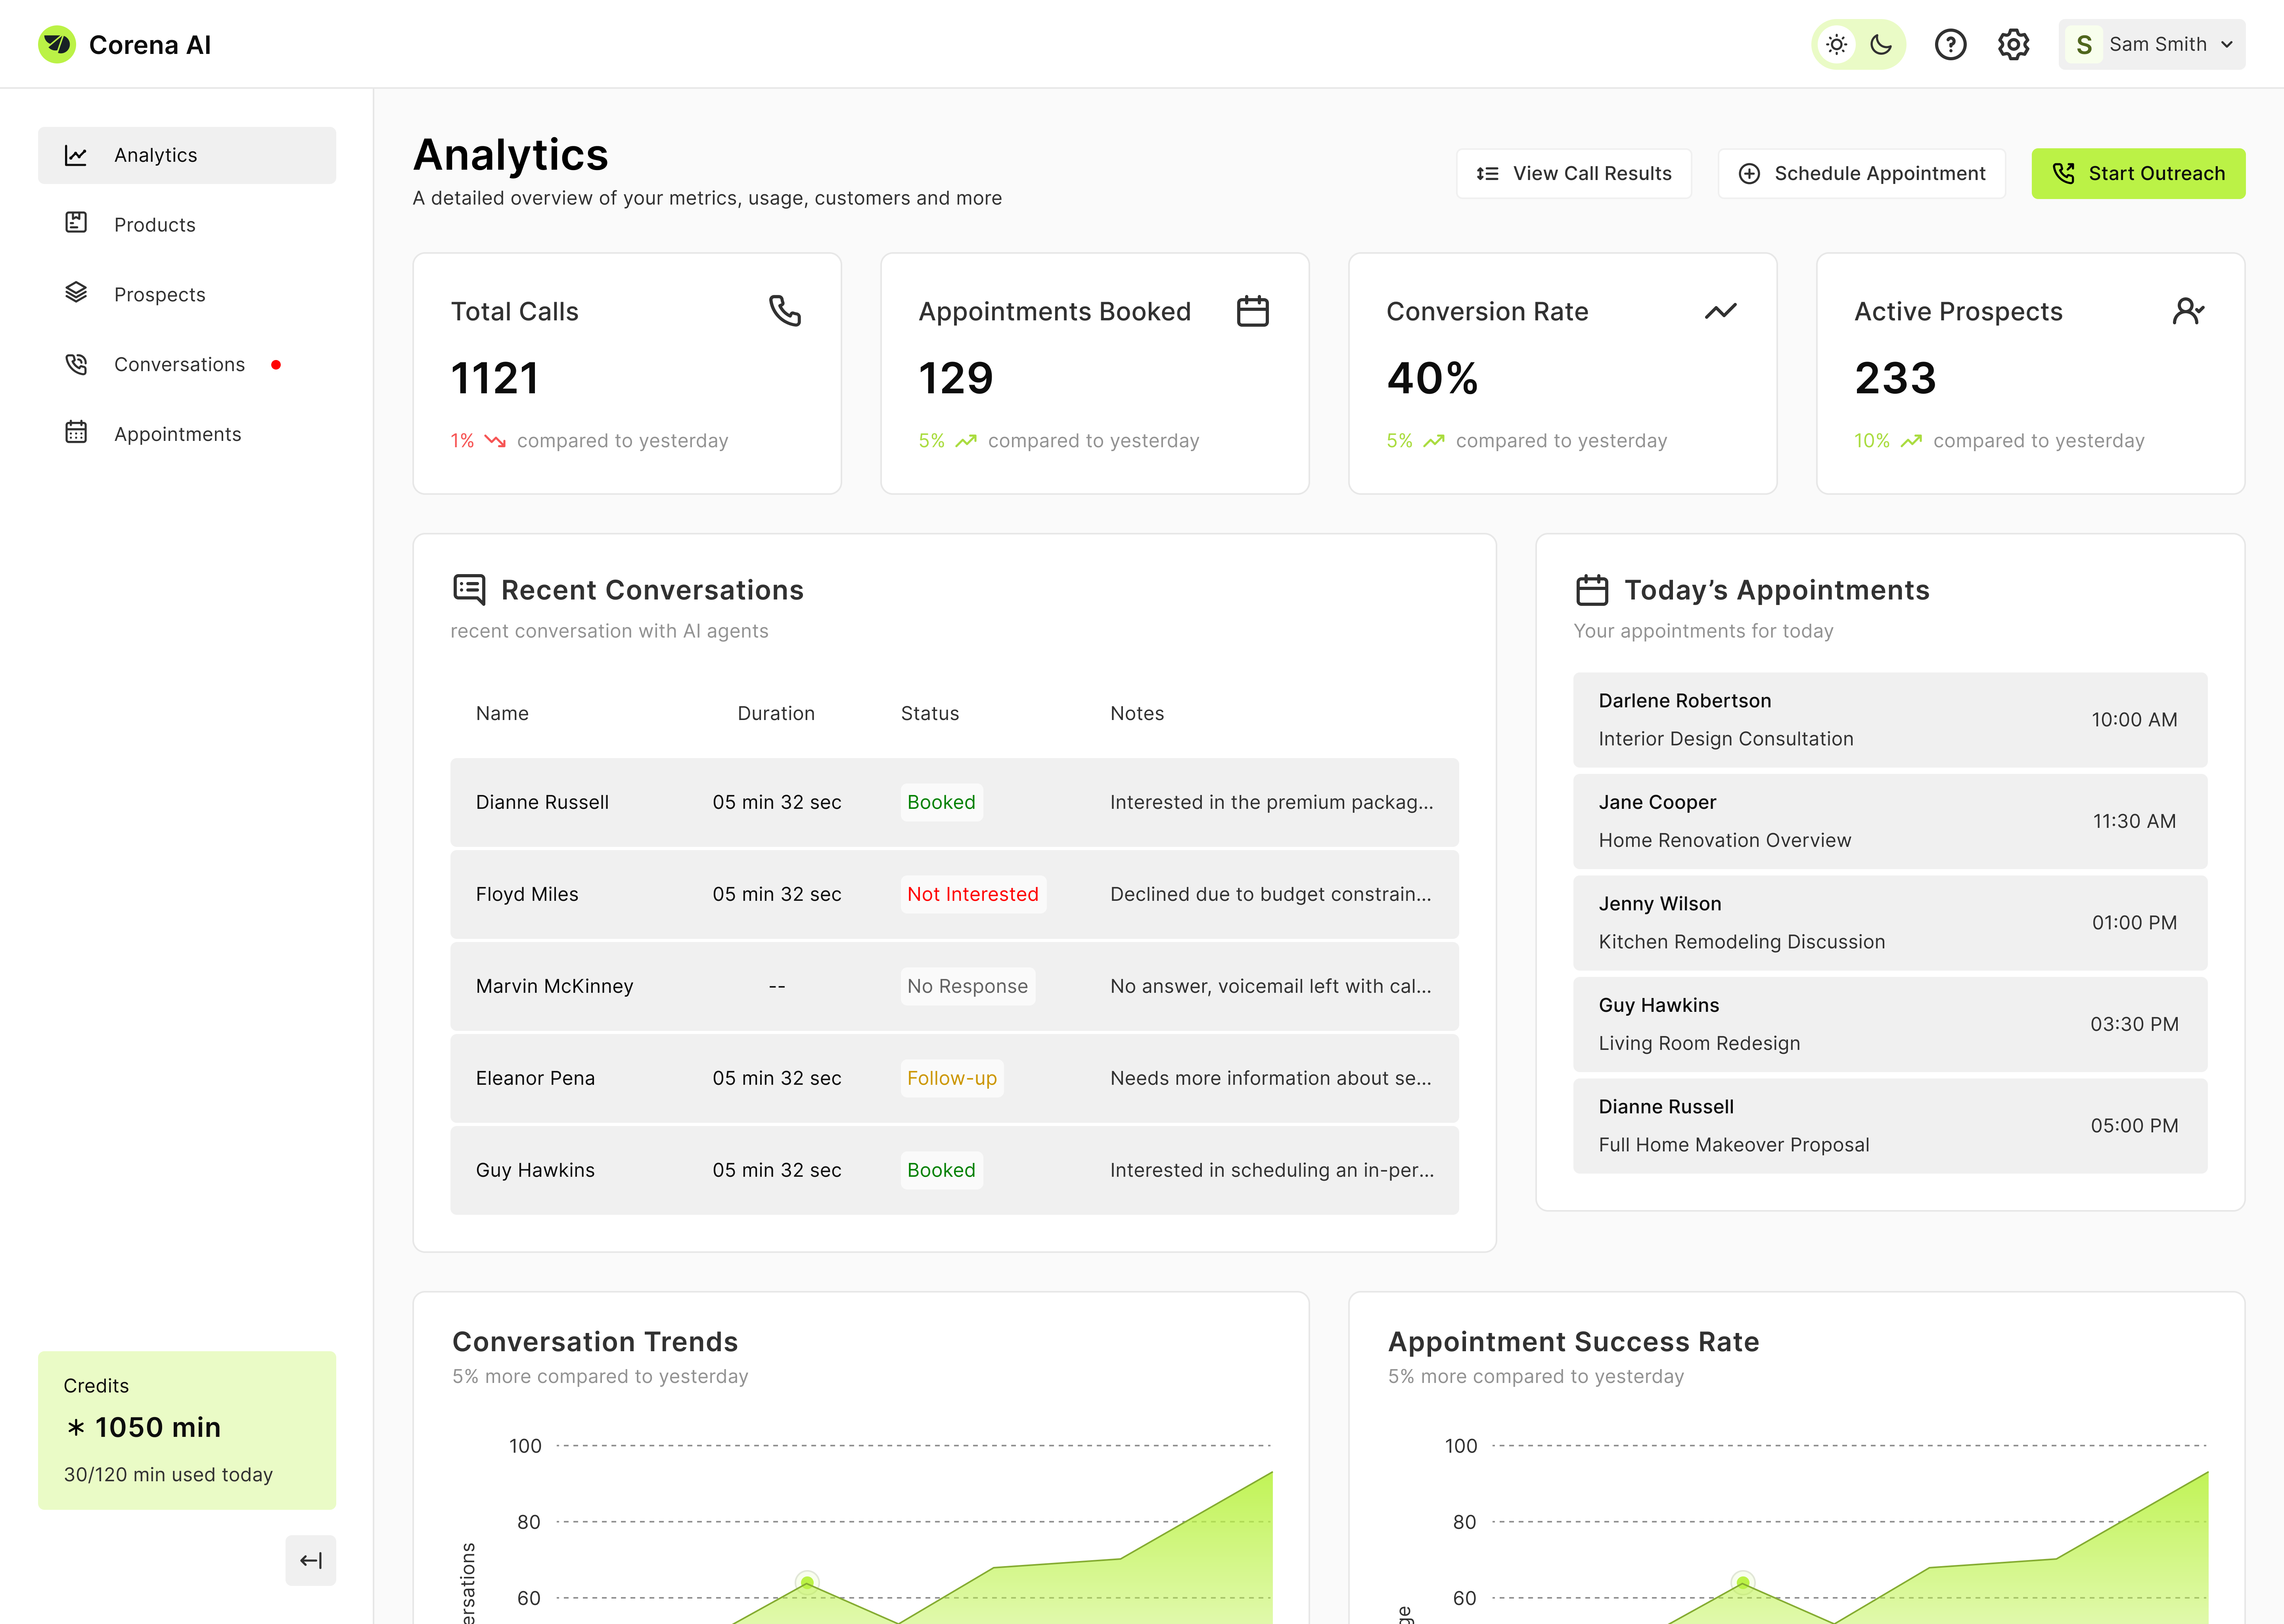 Corena AI
S Sam Smith
Analytics
Products
Prospects
Conversations
Appointments
Credits
1050 min
30/120 min used today
Analytics
A detailed overview of your metrics, usage, customers and more
View Call Results
Schedule Appointment
Start Outreach
Total Calls
1121
1% compared to yesterday
Appointments Booked
129
5% compared to yesterday
Conversion Rate
40%
5% compared to yesterday
Active Prospects
233
10% compared to yesterday
Recent Conversations
recent conversation with AI agents
Name Duration Status Notes
Dianne Russell 05 min 32 sec Booked Interested in the premium packag...
Floyd Miles 05 min 32 sec Not Interested Declined due to budget constrain...
Marvin McKinney -- No Response No answer, voicemail left with cal...
Eleanor Pena 05 min 32 sec Follow-up Needs more information about se...
Guy Hawkins 05 min 32 sec Booked Interested in scheduling an in-per...
Today’s Appointments
Your appointments for today
Darlene Robertson
Interior Design Consultation
10:00 AM
Jane Cooper
Home Renovation Overview
11:30 AM
Jenny Wilson
Kitchen Remodeling Discussion
01:00 PM
Guy Hawkins
Living Room Redesign
03:30 PM
Dianne Russell
Full Home Makeover Proposal
05:00 PM
Conversation Trends
5% more compared to yesterday
100
80
60
ersations
Appointment Success Rate
5% more compared to yesterday
100
80
60
ge